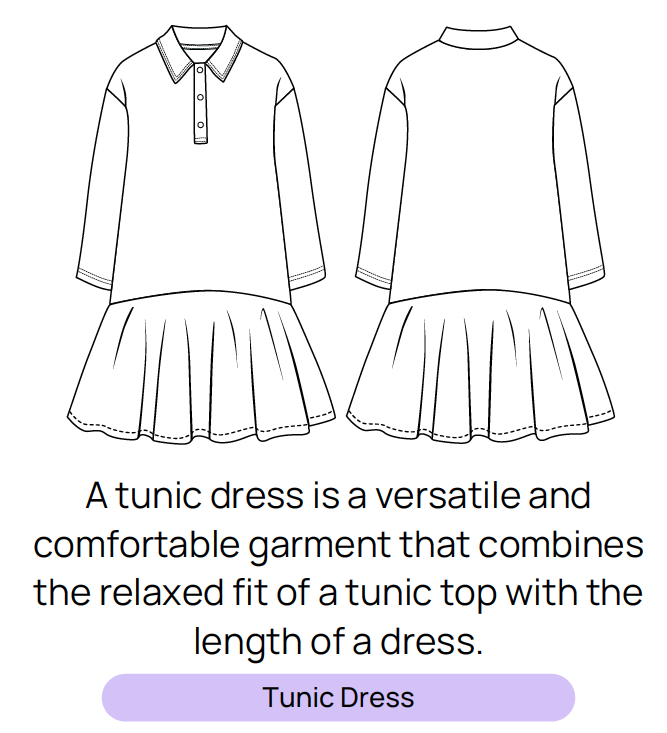 A tunic dress is a versatile and
comfortable garment that combines
the relaxed fit of a tunic top with the
length of a dress.
Tunic Dress